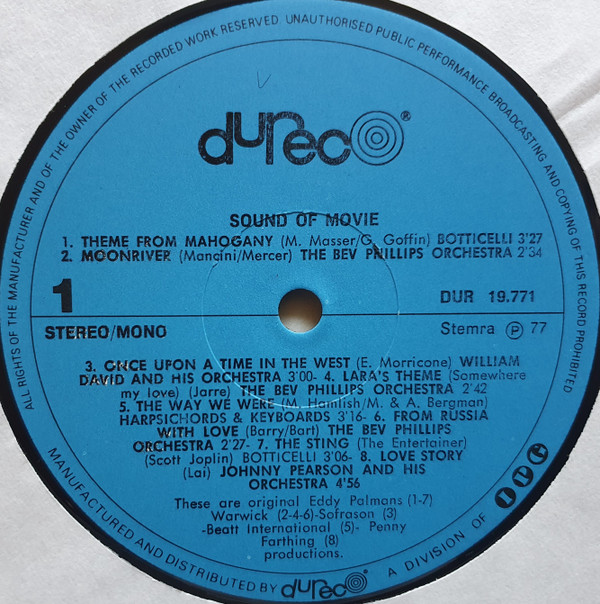 ALL RIGHTS OF THE MANUFACTURER AND OF THE OWNER OF THE RECORDED WORK RESERVED. UNAUTHORISED PUBLIC PERFORMANCE BROADCASTING AND COPYING OF THIS RECORD PROHIBITED
dureco®
SOUND OF MOVIE
1. THEME FROM MAHOGANY (M. Masser/G. Goffin) BOTTICELLI 3'27
2. MOONRIVER (Mancini/Mercer) THE BEV PHILLIPS ORCHESTRA 2'34
1
DUR 19.771
STEREO/MONO
Stemra Ⓟ 77
3. ONCE UPON A TIME IN THE WEST (E. Morricone) WILLIAM
DAVID AND HIS ORCHESTRA 3'00- 4. LARA'S THEME (Somewhere
my love) (Jarre) THE BEV PHILLIPS ORCHESTRA 2'42
5. THE WAY WE WERE (M. Hamlish/M. & A. Bergman)
HARPSICHORDS & KEYBOARDS 3'16- 6. FROM RUSSIA
WITH LOVE (Barry/Bart) THE BEV PHILLIPS
ORCHESTRA 2'27- 7. THE STING (The Entertainer)
(Scott Joplin) BOTTICELLI 3'06- 8. LOVE STORY
(Lai) JOHNNY PEARSON AND HIS
ORCHESTRA 4'56
These are original Eddy Palmans (1-7)
Warwick (2-4-6)-Sofrason (3)
-Beatt International (5)- Penny
Farthing (8)
productions.
MANUFACTURED AND DISTRIBUTED BY dureco A DIVISION OF